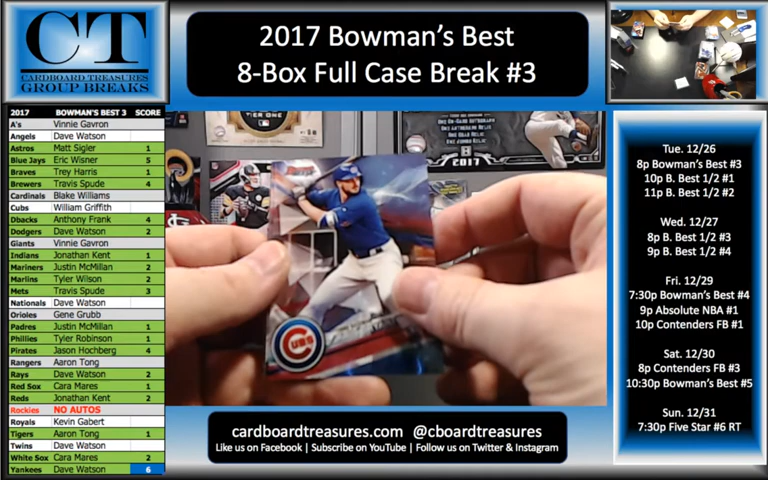 CT
CARDBOARD TREASURES
GROUP BREAKS
2017 Bowman's Best
8-Box Full Case Break #3
2017 BOWMAN'S BEST 3 SCORE
A's Vinnie Gavron
Angels Dave Watson
Astros Matt Sigler 1
Blue Jays Eric Wisner 5
Braves Trey Harris 1
Brewers Travis Spude 4
Cardinals Blake Williams
Cubs William Griffith
Dbacks Anthony Frank 4
Dodgers Dave Watson 2
Giants Vinnie Gavron
Indians Jonathan Kent 1
Mariners Justin McMillan 2
Marlins Tyler Wilson 2
Mets Travis Spude 3
Nationals Dave Watson
Orioles Gene Grubb
Padres Justin McMillan 1
Phillies Tyler Robinson 1
Pirates Jason Hochberg 4
Rangers Aaron Tong
Rays Dave Watson 2
Red Sox Cara Mares 1
Reds Jonathan Kent 2
Rockies NO AUTOS
Royals Kevin Gabert
Tigers Aaron Tong 1
Twins Dave Watson
White Sox Cara Mares 2
Yankees Dave Watson 6
TIER ONE
2017
CUBS
Tue. 12/26
8p Bowman's Best #3
10p B. Best 1/2 #1
11p B. Best 1/2 #2
Wed. 12/27
8p B. Best 1/2 #3
9p B. Best 1/2 #4
Fri. 12/29
7:30p Bowman's Best #4
9p Absolute NBA #1
10p Contenders FB #1
Sat. 12/30
8p Contenders FB #3
10:30p Bowman's Best #5
Sun. 12/31
7:30p Five Star #6 RT
cardboardtreasures.com @cboardtreasures
Like us on Facebook | Subscribe on YouTube | Follow us on Twitter & Instagram